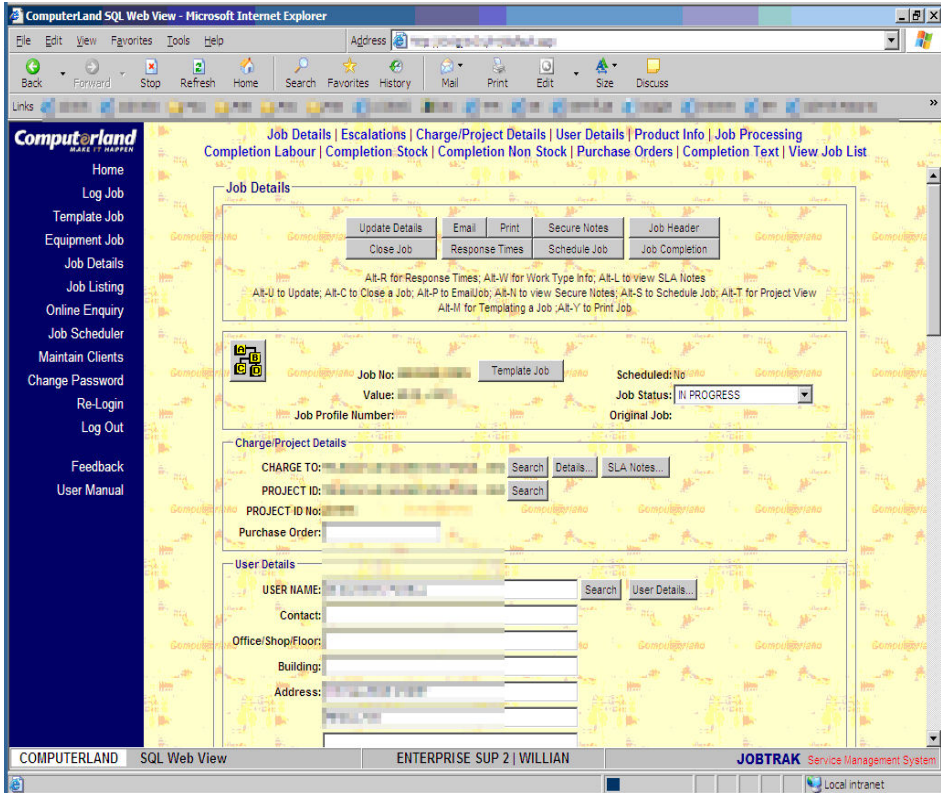 ComputerLand SQL Web View - Microsoft Internet Explorer
File Edit View Favorites Tools Help Address
Back Forward Stop Refresh Home Search Favorites History Mail Print Edit Size Discuss
Links »
Computerland
MAKE IT HAPPEN
Home
Log Job
Template Job
Equipment Job
Job Details
Job Listing
Online Enquiry
Job Scheduler
Maintain Clients
Change Password
Re-Login
Log Out
Feedback
User Manual
Job Details | Escalations | Charge/Project Details | User Details | Product Info | Job Processing
Completion Labour | Completion Stock | Completion Non Stock | Purchase Orders | Completion Text | View Job List
Job Details
Update Details Email Print Secure Notes Job Header
Close Job Response Times Schedule Job Job Completion
Alt-R for Response Times; Alt-W for Work Type Info; Alt-L to view SLA Notes
Alt-U to Update; Alt-C to Close a Job; Alt-P to EmailJob; Alt-N to view Secure Notes; Alt-S to Schedule Job; Alt-T for Project View
Alt-M for Templating a Job ;Alt-Y to Print Job
A B C D
Job No: Template Job Scheduled: No
Value: Job Status: IN PROGRESS
Job Profile Number: Original Job:
Charge/Project Details
CHARGE TO: Search Details... SLA Notes...
PROJECT ID: Search
PROJECT ID No:
Purchase Order:
User Details
USER NAME: Search User Details...
Contact:
Office/Shop/Floor:
Building:
Address:
COMPUTERLAND SQL Web View ENTERPRISE SUP 2 | WILLIAN JOBTRAK Service Management System
Local intranet